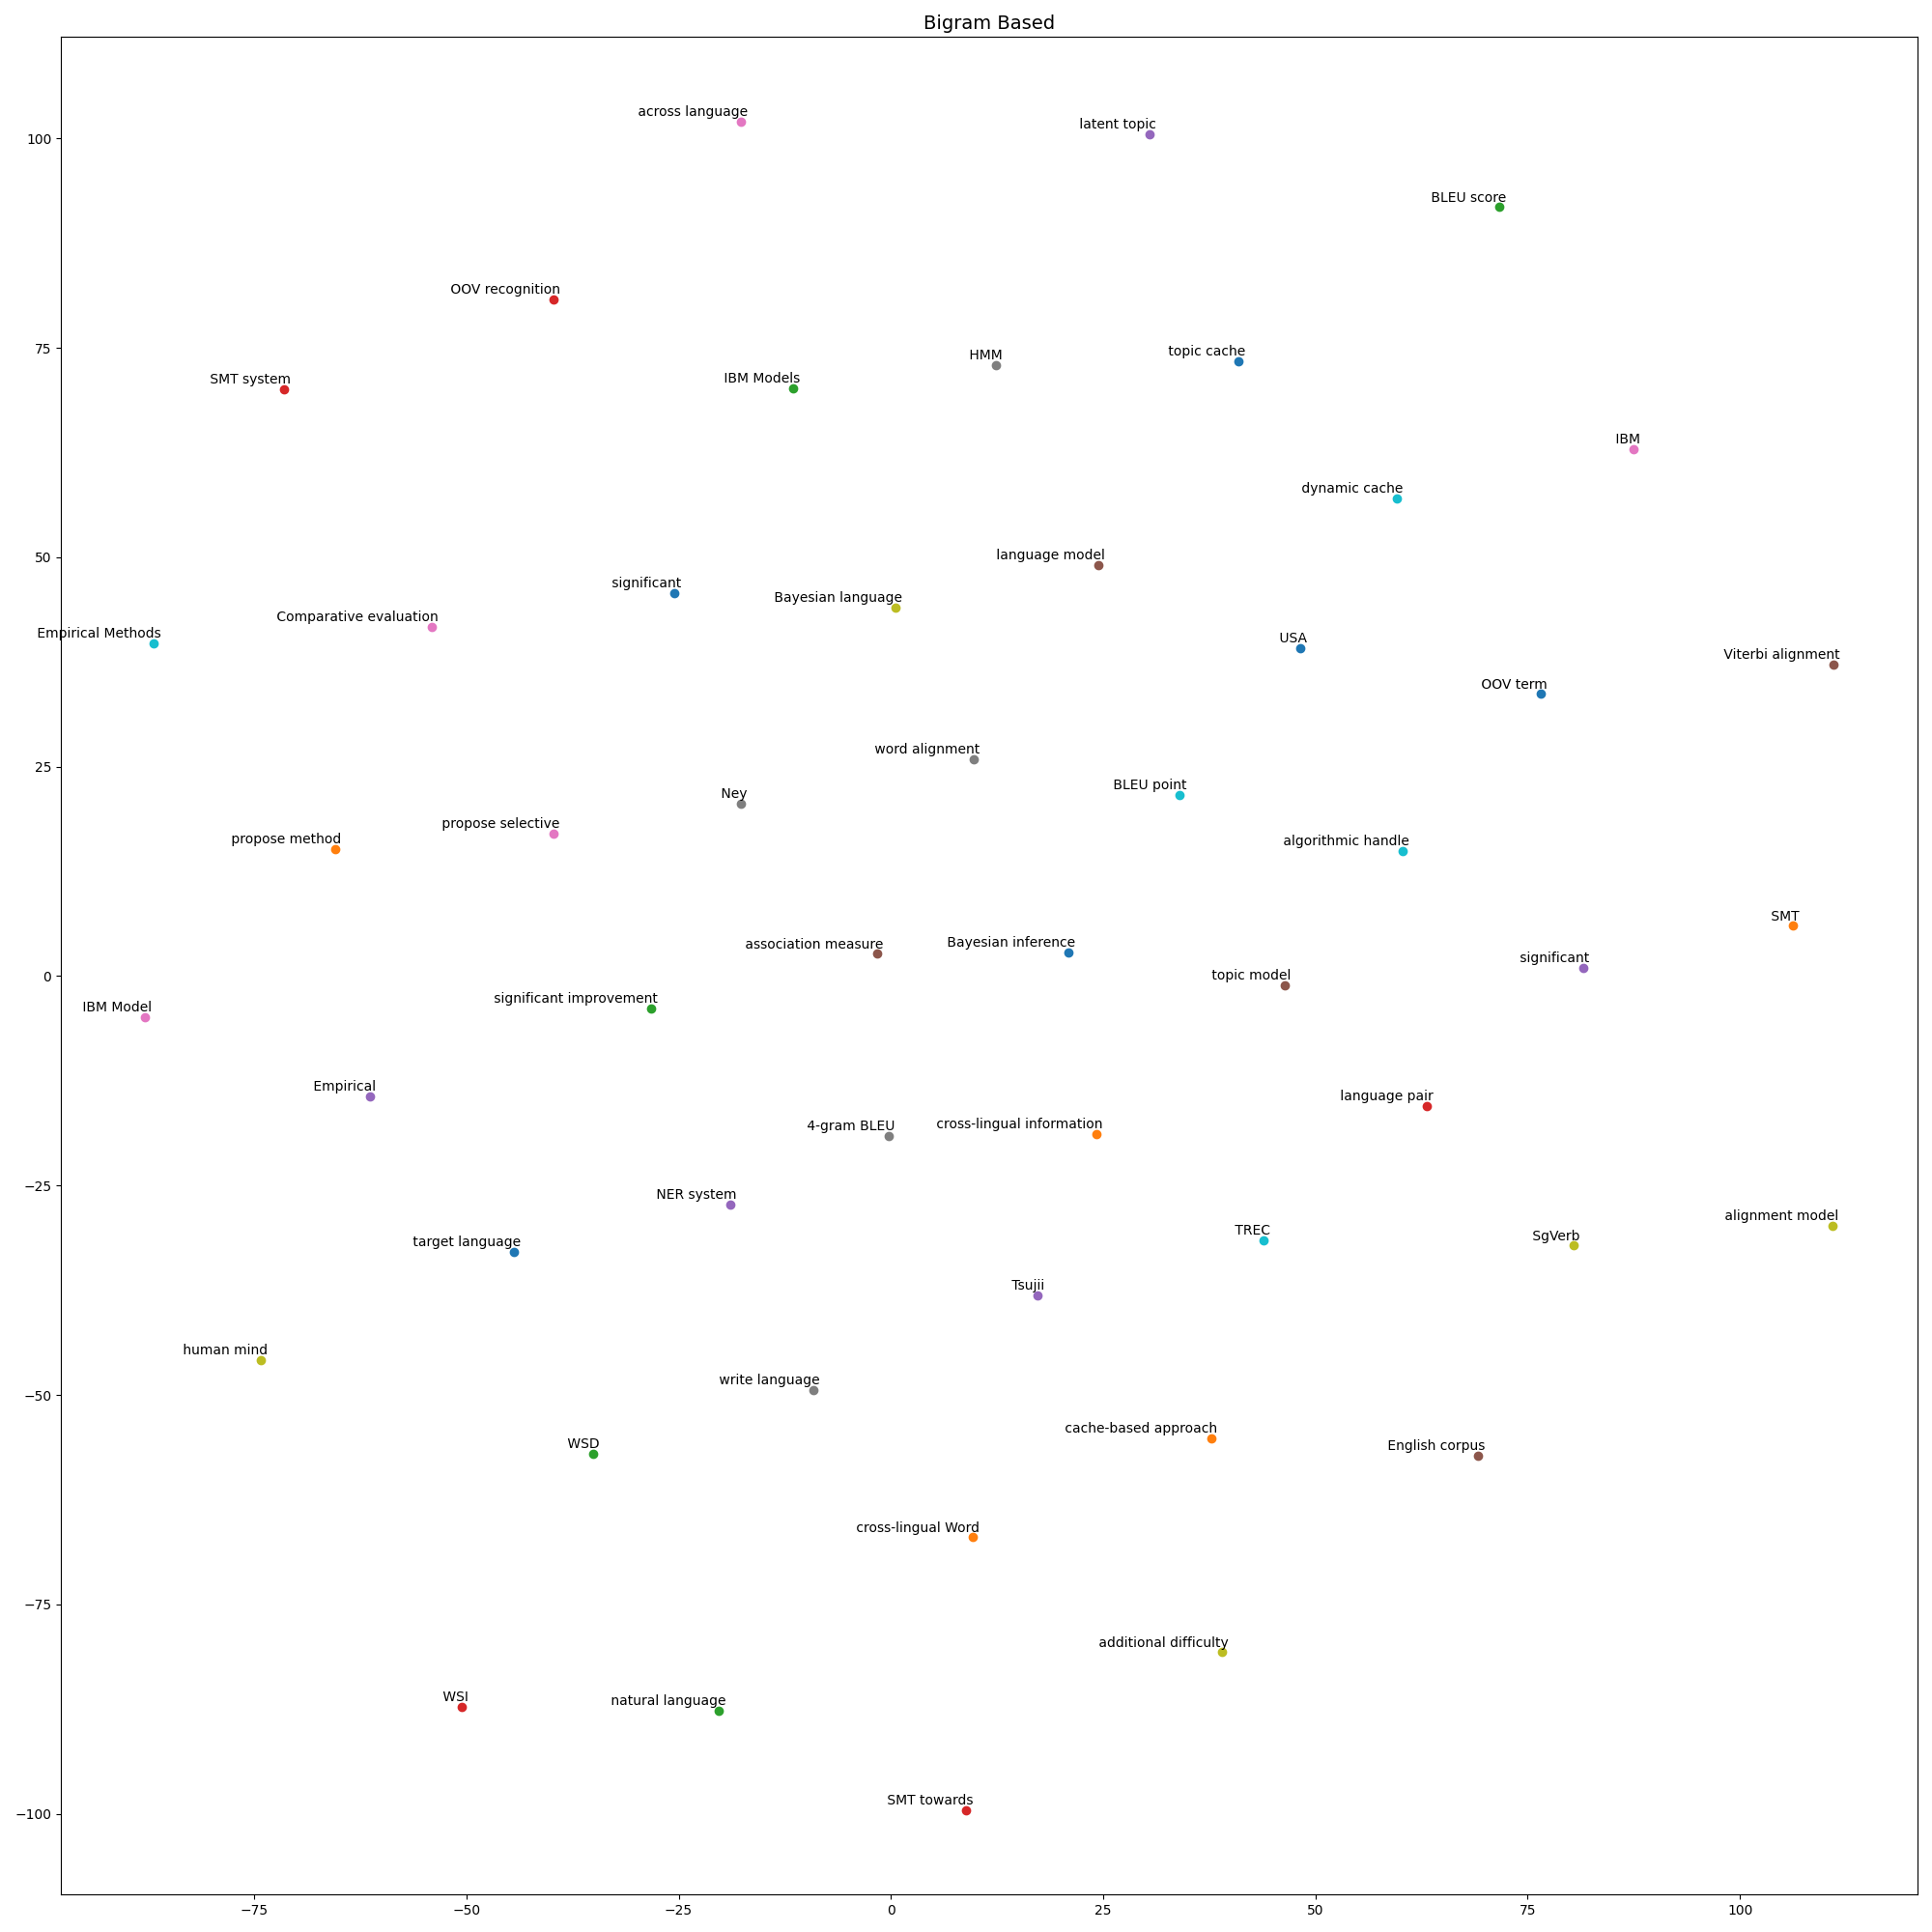 Bigram Based
across language
latent topic
BLEU score
OOV recognition
HMM
topic cache
SMT system
IBM Models
IBM
dynamic cache
language model
significant
Bayesian language
Comparative evaluation
Empirical Methods
USA
Viterbi alignment
OOV term
word alignment
BLEU point
Ney
propose selective
propose method
algorithmic handle
SMT
association measure
Bayesian inference
significant
topic model
significant improvement
IBM Model
Empirical
language pair
4-gram BLEU
cross-lingual information
NER system
alignment model
target language
TREC
SgVerb
Tsujii
human mind
write language
cache-based approach
WSD
English corpus
cross-lingual Word
additional difficulty
WSI
natural language
SMT towards
100
75
50
25
0
−25
−50
−75
−100
−75
−50
−25
0
25
50
75
100